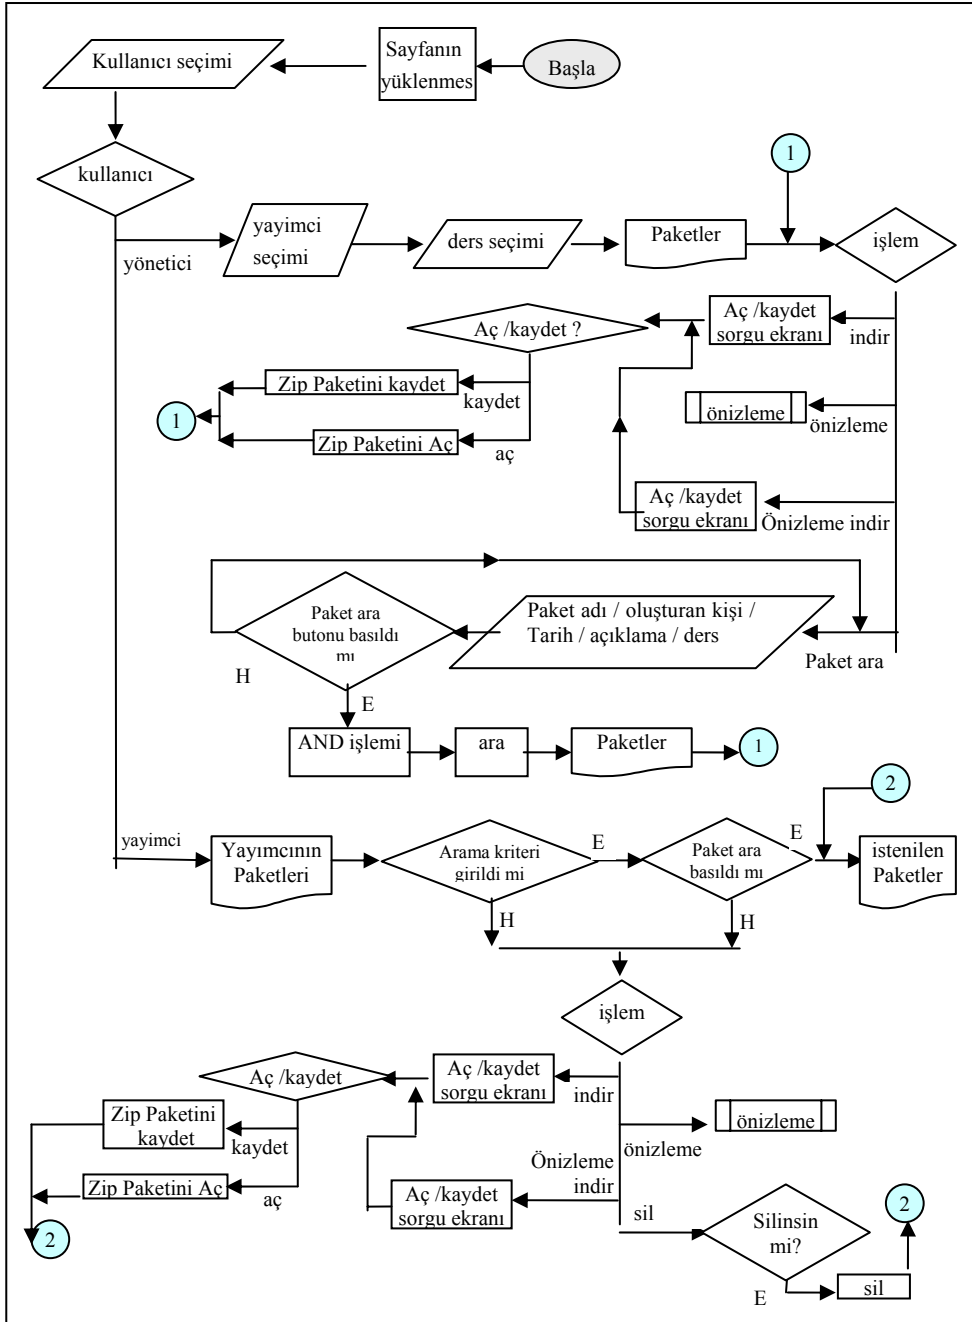 Kullanıcı seçimi
Sayfanın
yüklenmes
Başla
kullanıcı
1
yönetici
yayimci
seçimi
ders seçimi
Paketler
işlem
Aç /kaydet ?
Aç /kaydet
sorgu ekranı
indir
Zip Paketini kaydet
kaydet
1
Zip Paketini Aç
aç
önizleme
önizleme
Aç /kaydet
sorgu ekranı
Önizleme indir
Paket ara
butonu basıldı
mı
Paket adı / oluşturan kişi /
Tarih / açıklama / ders
Paket ara
H
E
AND işlemi
ara
Paketler
1
2
yayimci
Yayımcının
Paketleri
Arama kriteri
girildi mi
E
Paket ara
basıldı mı
E
istenilen
Paketler
H
H
işlem
Aç /kaydet
Aç /kaydet
sorgu ekranı
indir
Zip Paketini
kaydet
kaydet
önizleme
önizleme
Zip Paketini Aç
aç
Aç /kaydet
sorgu ekranı
Önizleme
indir
2
sil
Silinsin
mi?
2
E
sil